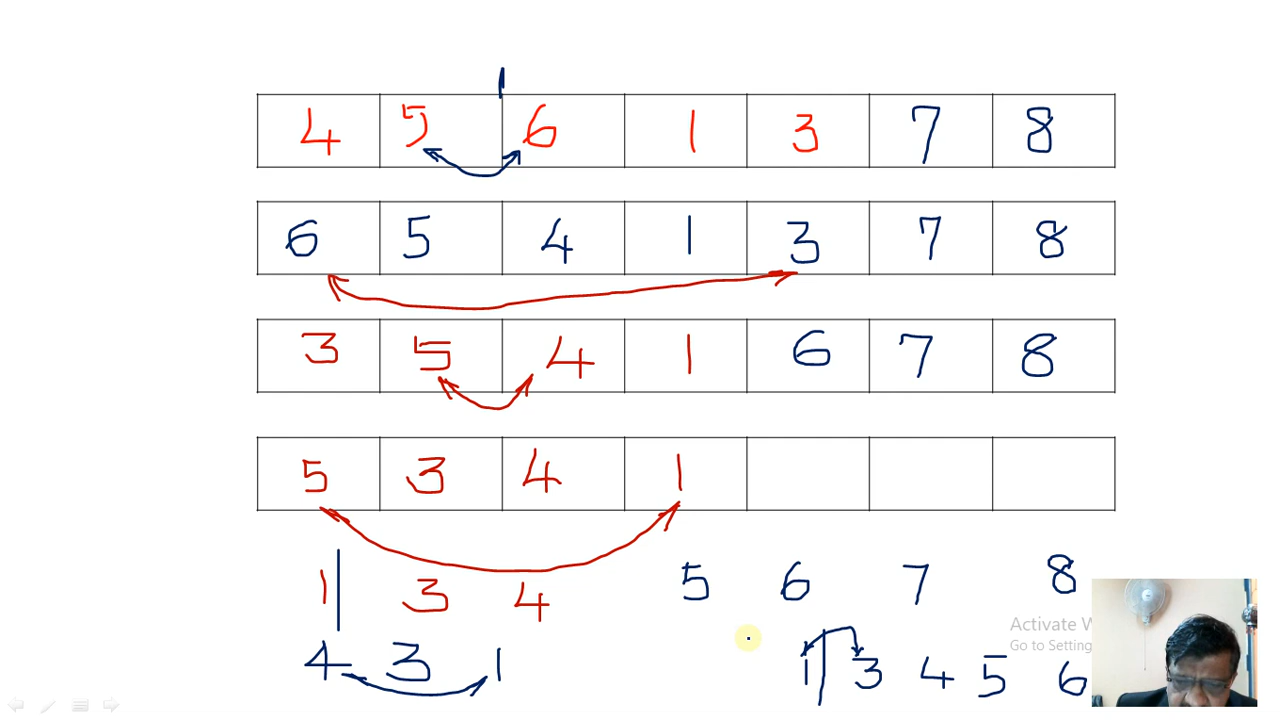 4 5 6 1 3 7 8
6 5 4 1 3 7 8
3 5 4 1 6 7 8
5 3 4 1
1 3 4 5 6 7 8
4 3 1 1 3 4 5 6
Activate W
Go to Setting